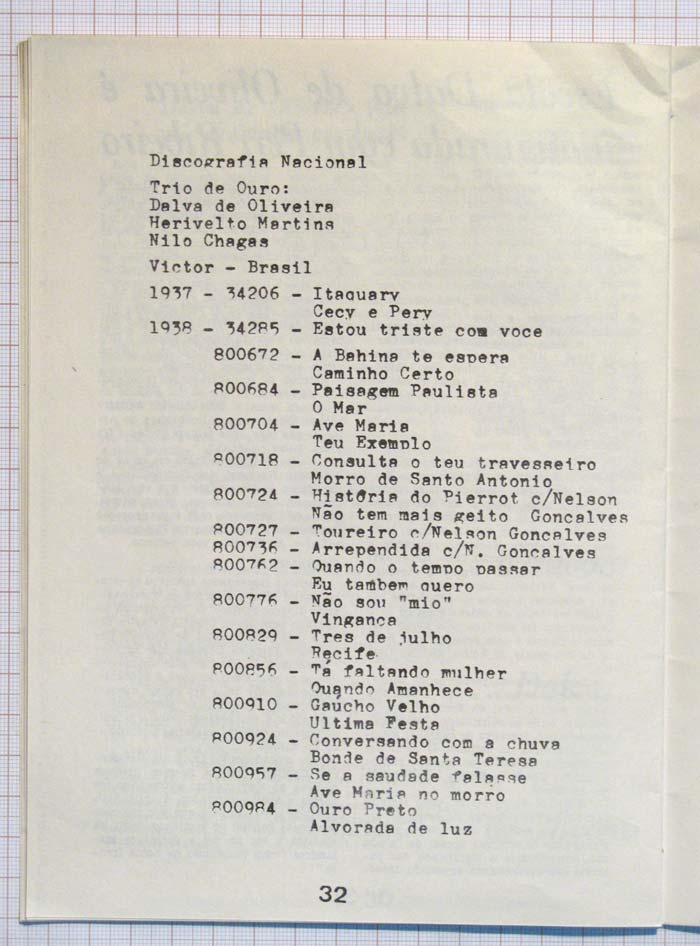 Discografia Nacional
Trio de Ouro:
Dalva de Oliveira
Herivelto Martins
Nilo Chagas
Victor - Brasil
1937 - 34206 - Itaquary
Cecy e Pery
1938 - 34285 - Estou triste com voce
800672 - A Bahina te espera
Caminho Certo
800684 - Paisagem Paulista
O Mar
800704 - Ave Maria
Teu Exemplo
800718 - Consulta o teu travesseiro
Morro de Santo Antonio
800724 - História do Pierrot c/Nelson
Não tem mais geito Goncalves
800727 - Toureiro c/Nelson Goncalves
800736 - Arrependida c/N. Goncalves
800762 - Quando o tempo passar
Eu tambem quero
800776 - Não sou "mio"
Vinganca
800829 - Tres de julho
Recife
800856 - Tá faltando mulher
Quando Amanhece
800910 - Gaúcho Velho
Ultima Festa
800924 - Conversando com a chuva
Bonde de Santa Teresa
800957 - Se a saudade falasse
Ave Maria no morro
800984 - Ouro Preto
Alvorada de luz
32